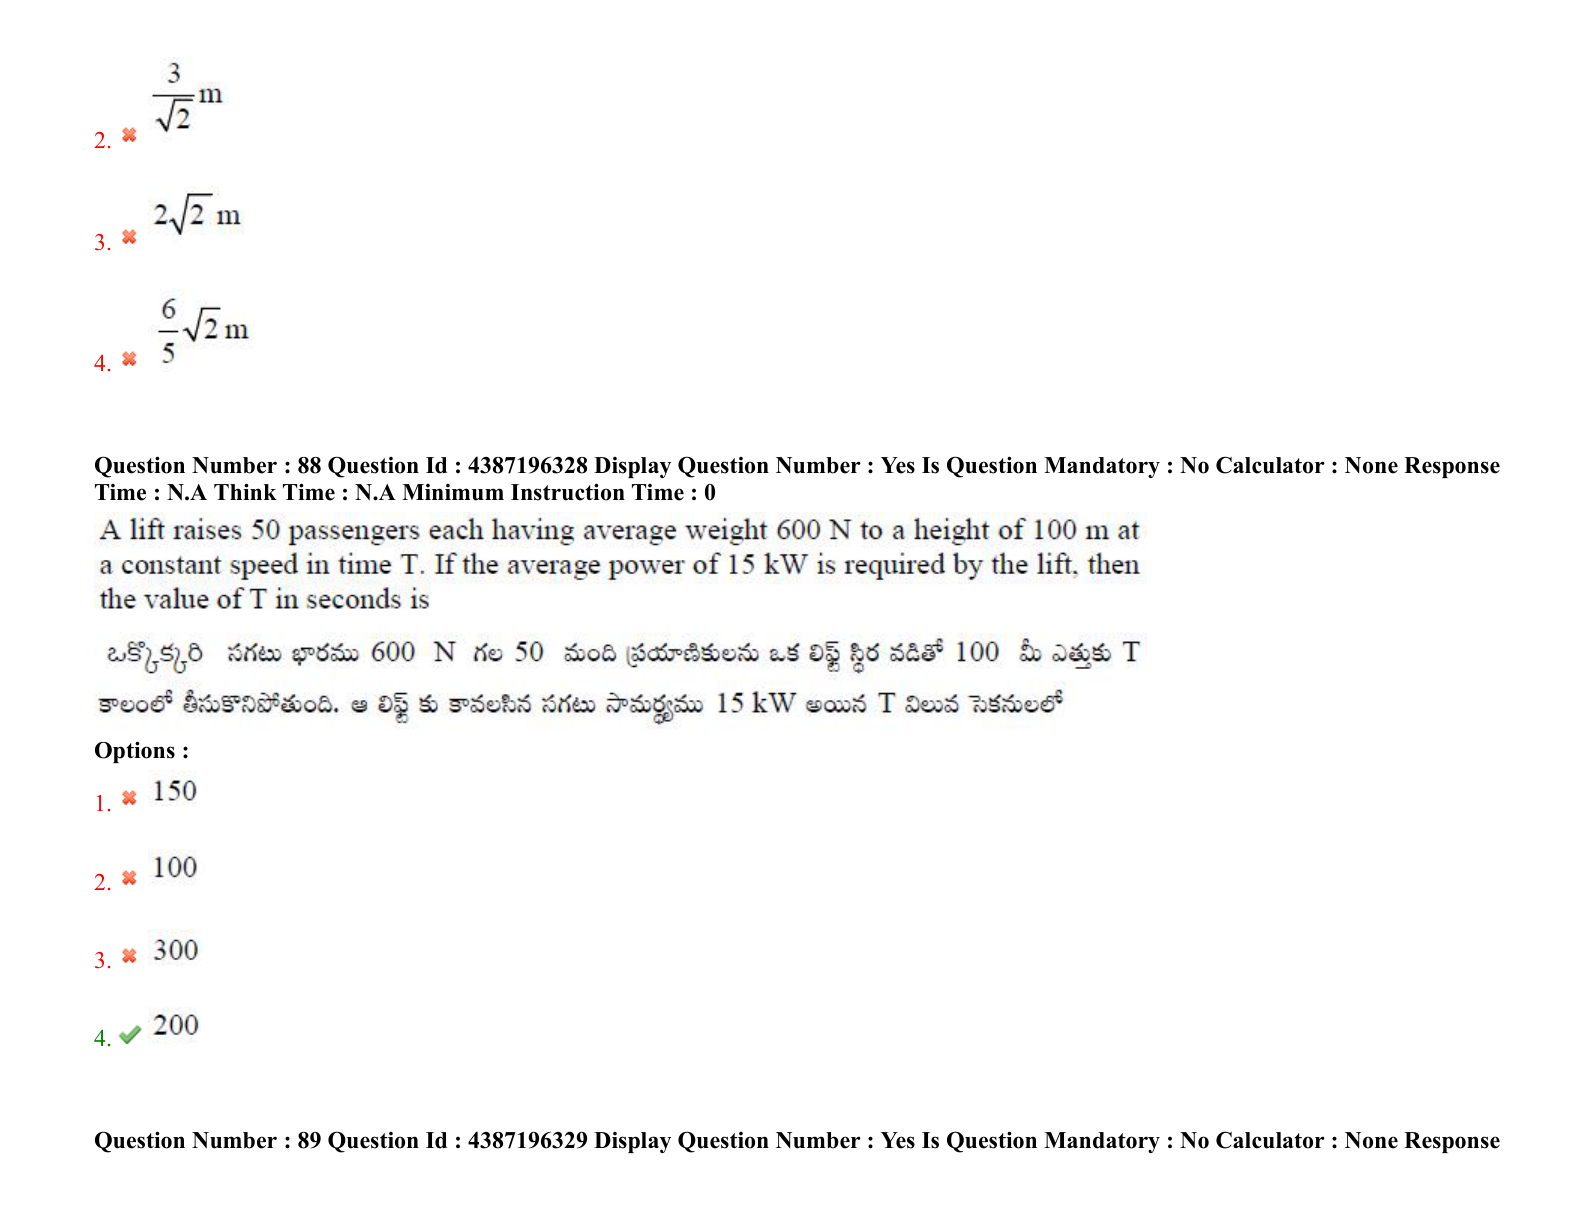 3
√2 m
2.
2√2 m
3.
6
5 √2 m
4.
Question Number : 88 Question Id : 4387196328 Display Question Number : Yes Is Question Mandatory : No Calculator : None Response
Time : N.A Think Time : N.A Minimum Instruction Time : 0
A lift raises 50 passengers each having average weight 600 N to a height of 100 m at
a constant speed in time T. If the average power of 15 kW is required by the lift, then
the value of T in seconds is
ఒక్కొక్కరి సగటు భారము 600 N గల 50 మంది ప్రయాణికులను ఒక లిఫ్ట్ స్థిర వడితో 100 మీ ఎత్తుకు T
కాలంలో తీసుకొనిపోతుంది. ఆ లిఫ్ట్ కు కావలసిన సగటు సామర్థ్యము 15 kW అయిన T విలువ సెకనులలో
Options :
1. 150
2. 100
3. 300
4. 200
Question Number : 89 Question Id : 4387196329 Display Question Number : Yes Is Question Mandatory : No Calculator : None Response